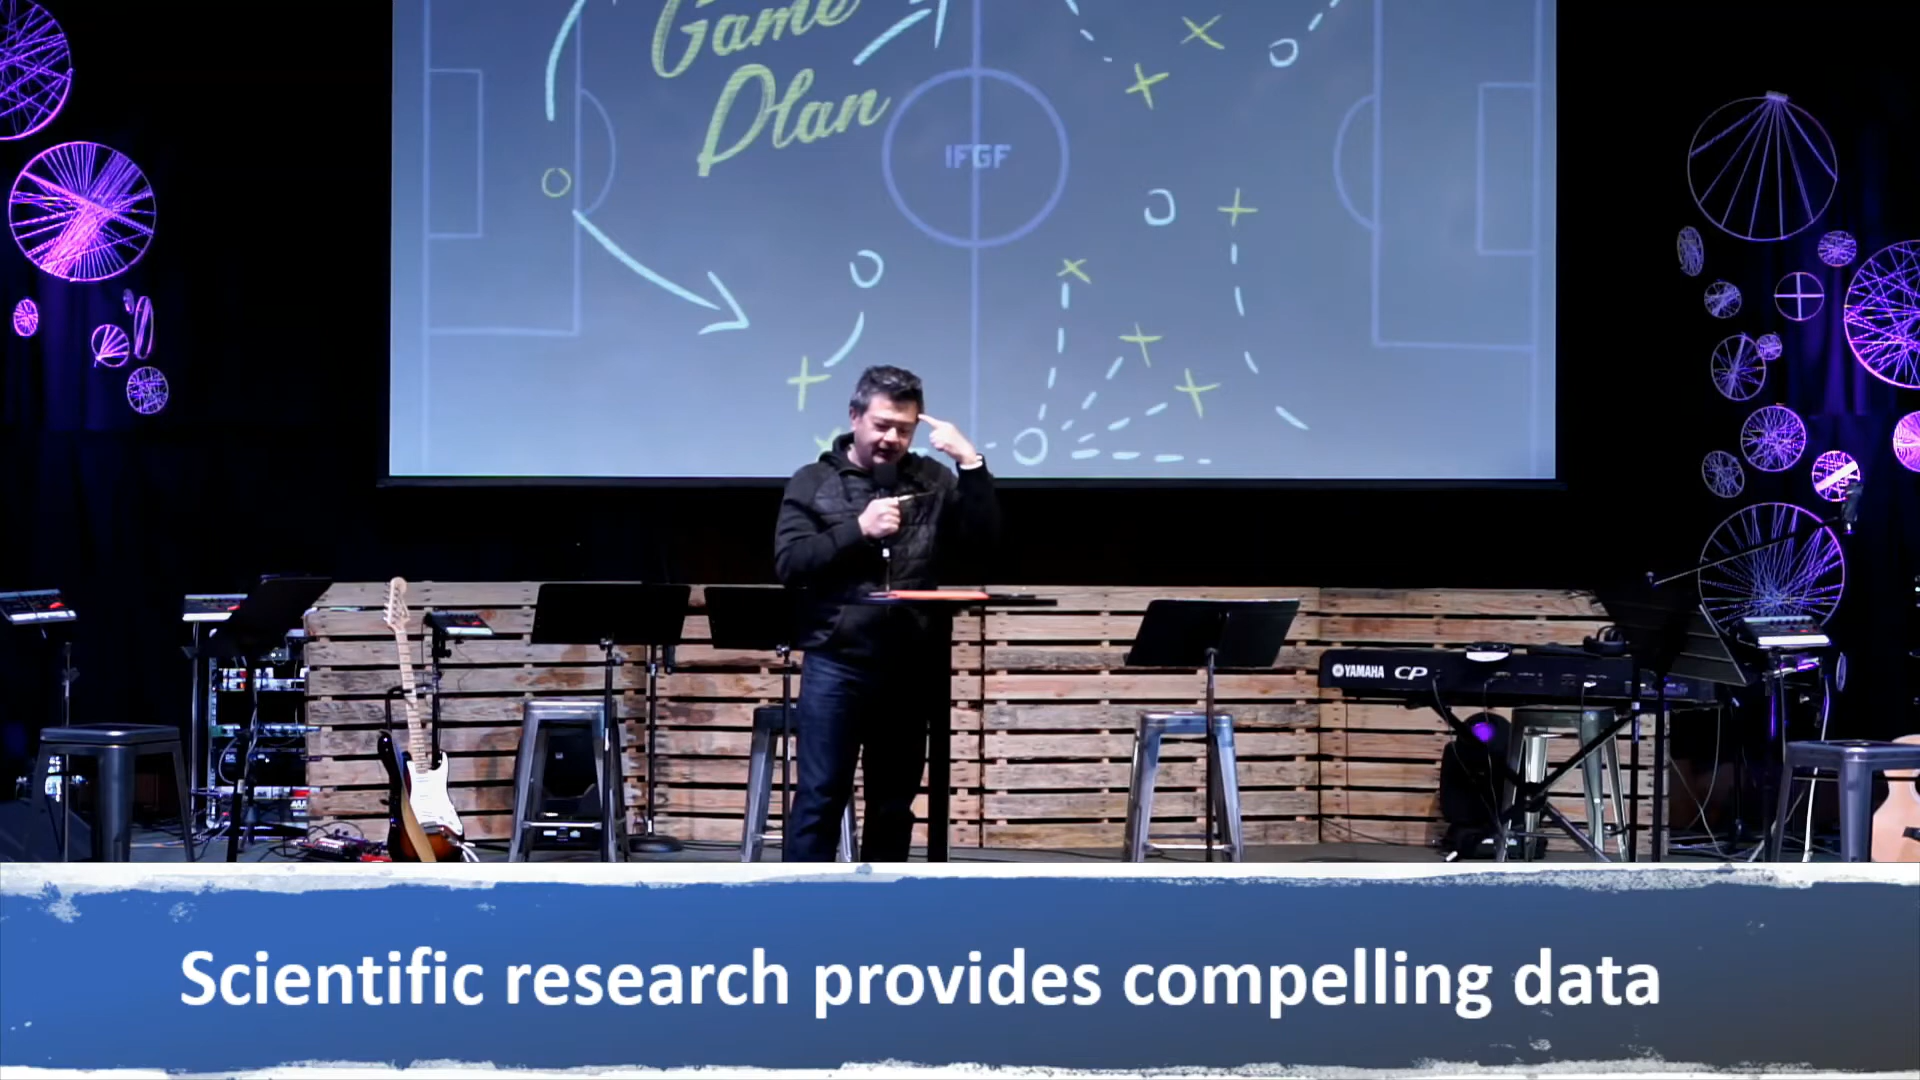 Game
Plan
IFGF
YAMAHA CP
Scientific research provides compelling data